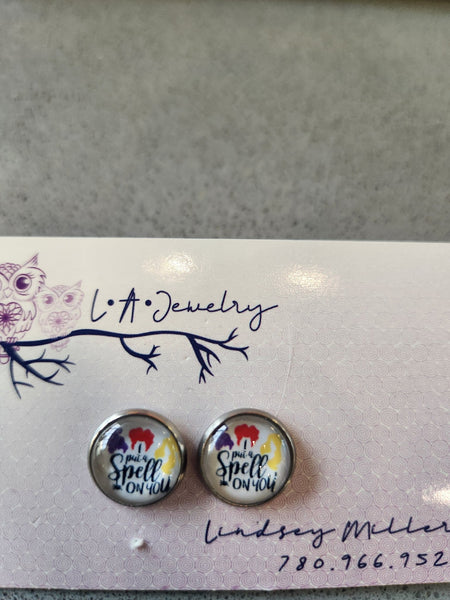 L•A•Jewelry
I
put a
Spell
ON YOU
I
put a
Spell
ON YOU
Lindsey Miller
780.966.952